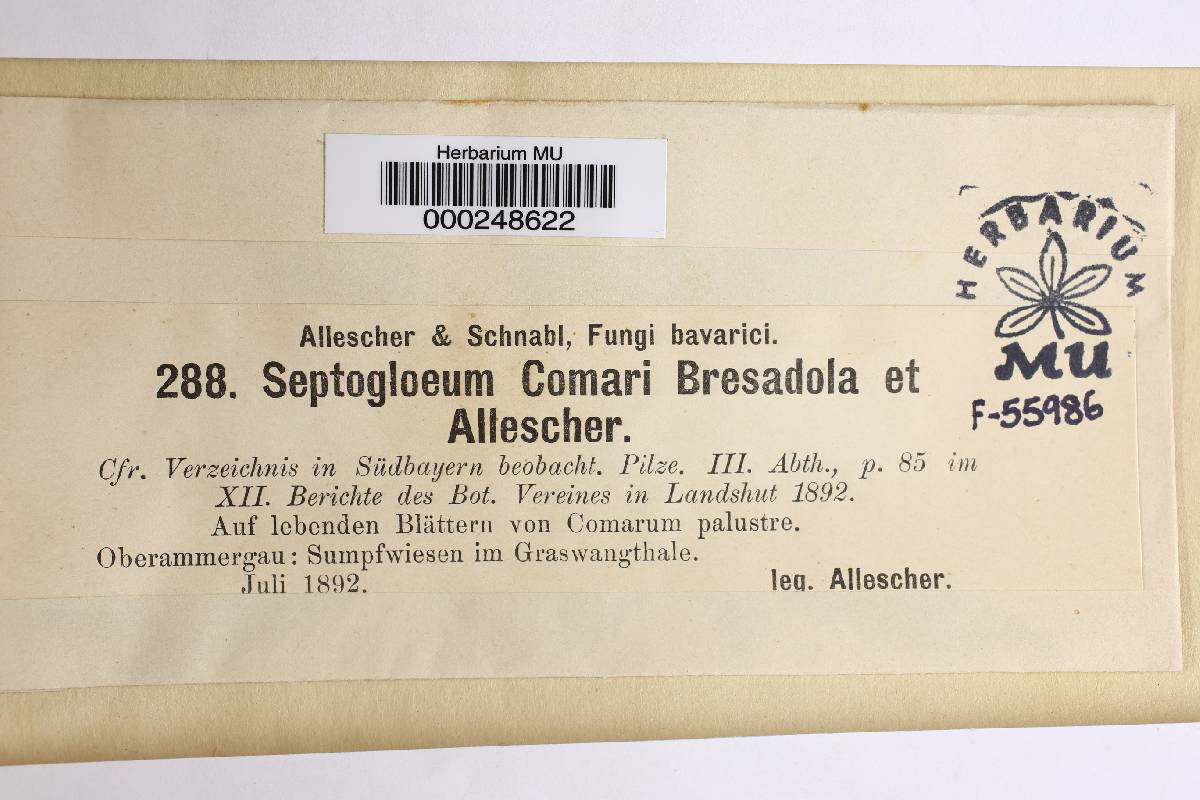 Herbarium MU
000248622
HERBARIUM
MU
F-55986
Allescher & Schnabl, Fungi bavarici.
288. Septogloeum Comari Bresadola et
Allescher.
Cfr. Verzeichnis in Südbayern beobacht. Pilze. III. Abth., p. 85 im
XII. Berichte des Bot. Vereines in Landshut 1892.
Auf lebenden Blättern von Comarum palustre.
Oberammergau: Sumpfwiesen im Graswangthale.
Juli 1892. leg. Allescher.